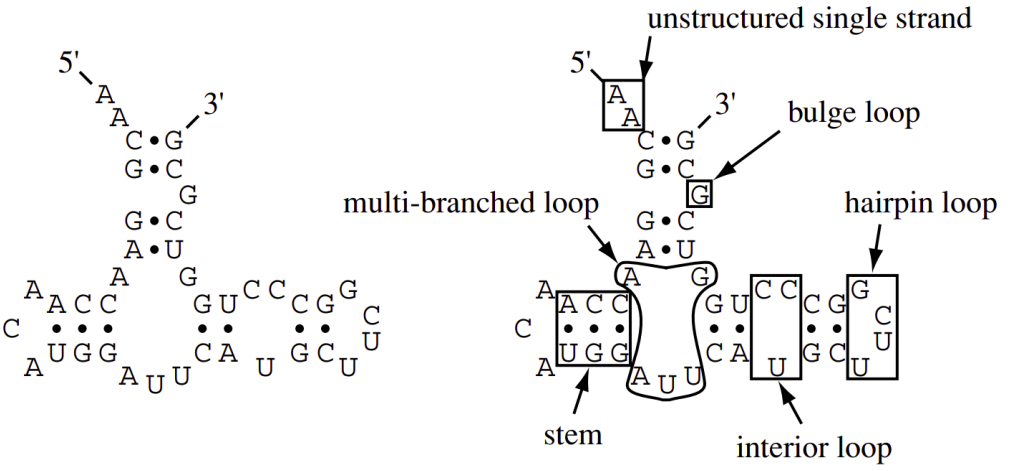 5'
A
A 3'
C • G
G • C
G
G • C
A • U
A G
A A C C G U C C C G G
C • • • • • • • C
U G G C A G C U
A A U U U U
unstructured single strand
5'
A 3'
A bulge loop
C • G
G • C
G
multi-branched loop G • C hairpin loop
A • U
A G
A A C C G U C C C G G
C • • • • • • • C
U G G C A G C U
A A U U U U
stem
interior loop